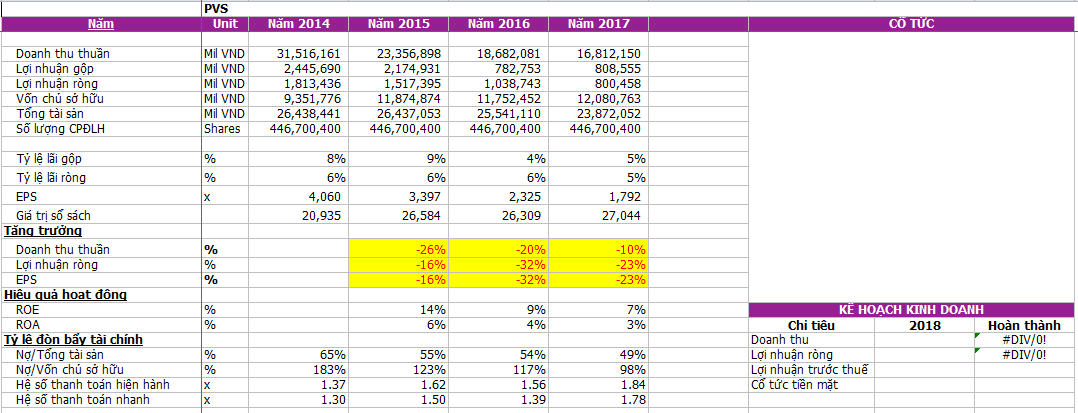 PVS
Năm Unit Năm 2014 Năm 2015 Năm 2016 Năm 2017 CỔ TỨC
Doanh thu thuần Mil VND 31,516,161 23,356,898 18,682,081 16,812,150
Lợi nhuận gộp Mil VND 2,445,690 2,174,931 782,753 808,555
Lợi nhuận ròng Mil VND 1,813,436 1,517,395 1,038,743 800,458
Vốn chủ sở hữu Mil VND 9,351,776 11,874,874 11,752,452 12,080,763
Tổng tài sản Mil VND 26,438,441 26,437,053 25,541,110 23,872,052
Số lượng CPĐLH Shares 446,700,400 446,700,400 446,700,400 446,700,400
Tỷ lệ lãi gộp % 8% 9% 4% 5%
Tỷ lệ lãi ròng % 6% 6% 6% 5%
EPS x 4,060 3,397 2,325 1,792
Giá trị sổ sách 20,935 26,584 26,309 27,044
Tăng trưởng
Doanh thu thuần % -26% -20% -10%
Lợi nhuận ròng % -16% -32% -23%
EPS % -16% -32% -23%
Hiệu quả hoạt động
ROE % 14% 9% 7%
KẾ HOẠCH KINH DOANH
ROA % 6% 4% 3%
Chỉ tiêu 2018 Hoàn thành
Tỷ lệ đòn bẩy tài chính
Doanh thu #DIV/0!
Nợ/Tổng tài sản % 65% 55% 54% 49%
Lợi nhuận ròng #DIV/0!
Nợ/Vốn chủ sở hữu % 183% 123% 117% 98%
Lợi nhuận trước thuế
Hệ số thanh toán hiện hành x 1.37 1.62 1.56 1.84
Cổ tức tiền mặt
Hệ số thanh toán nhanh x 1.30 1.50 1.39 1.78